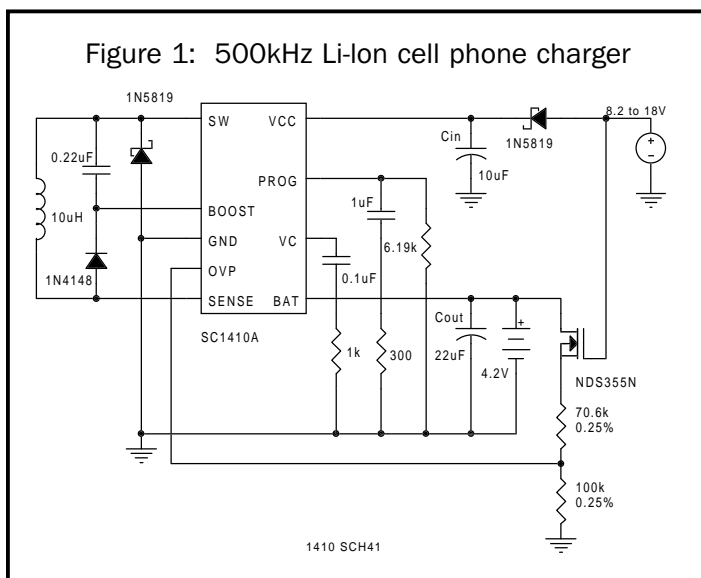 Figure 1: 500kHz Li-Ion cell phone charger
1N5819
SW
VCC
8.2 to 18V
0.22uF
Cin
1N5819
+
−
10uF
PROG
1uF
10uH
BOOST
6.19k
GND
VC
1N4148
OVP
0.1uF
SENSE
BAT
Cout
+
SC1410A
1k
300
22uF
4.2V
NDS355N
70.6k
0.25%
100k
0.25%
1410 SCH41